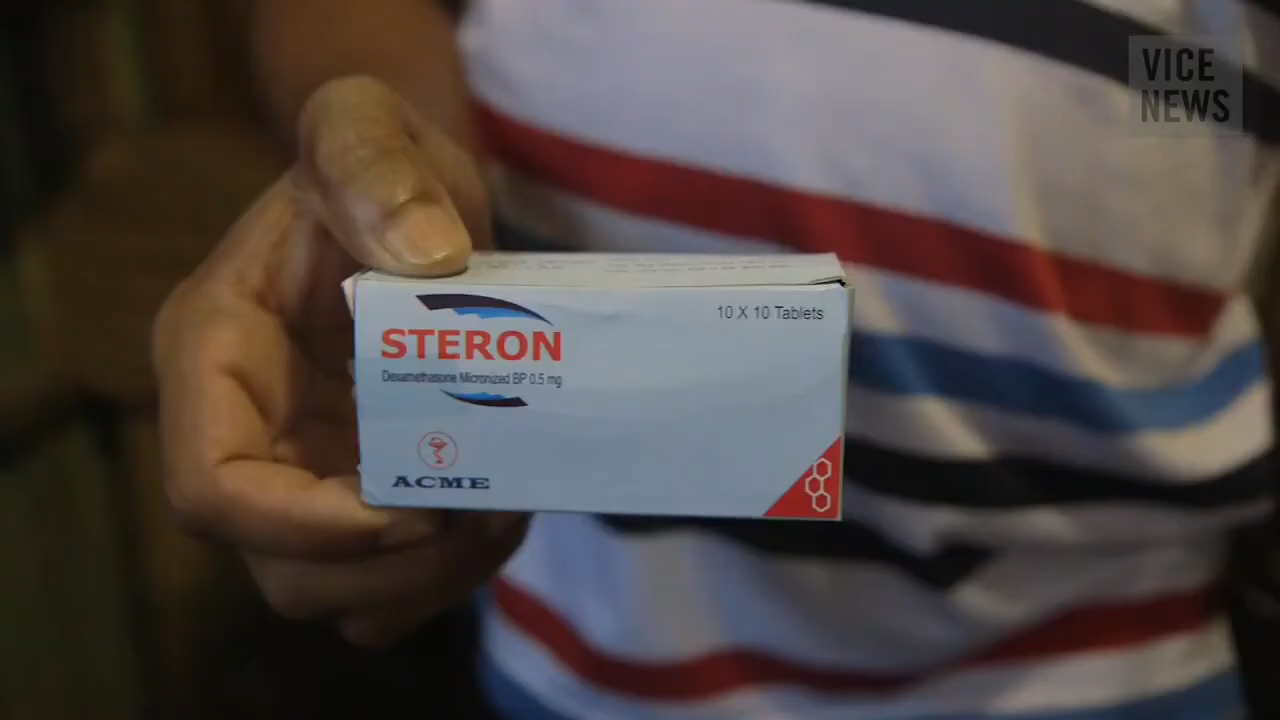 VICE
NEWS
10 X 10 Tablets
STERON
Dexamethasone Micronized BP 0.5 mg
ACME